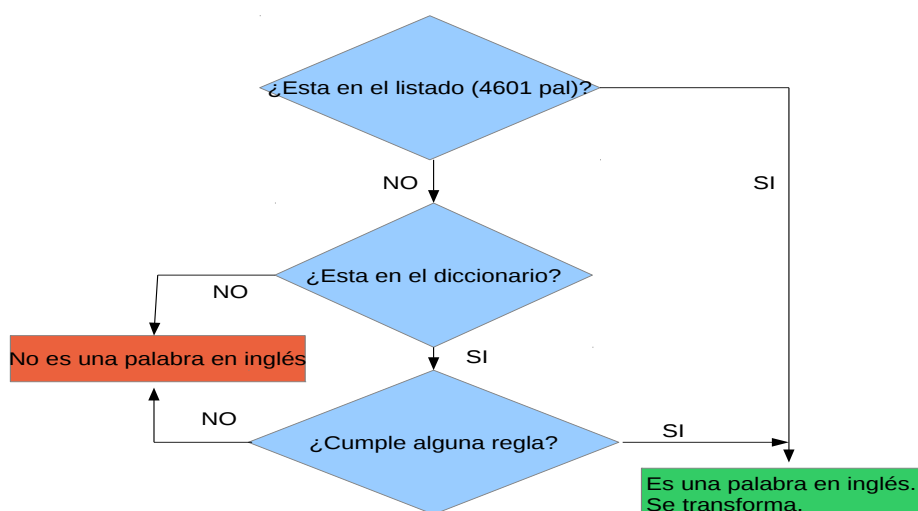 ¿Esta en el listado (4601 pal)?
NO
SI
¿Esta en el diccionario?
NO
No es una palabra en inglés
SI
NO
¿Cumple alguna regla?
SI
Es una palabra en inglés.
Se transforma.